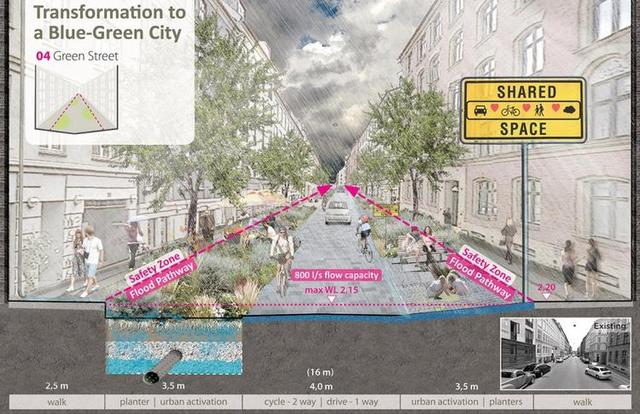 Transformation to
a Blue-Green City
04 Green Street
SHARED
SPACE
Safety Zone
Flood Pathway
800 l/s flow capacity
max WL 2,15
Safety Zone
Flood Pathway
2,20
Existing
2,5 m
3,5 m
(16 m)
4,0 m
3,5 m
walk
planter | urban activation
cycle - 2 way | drive - 1 way
urban activation | planters
walk